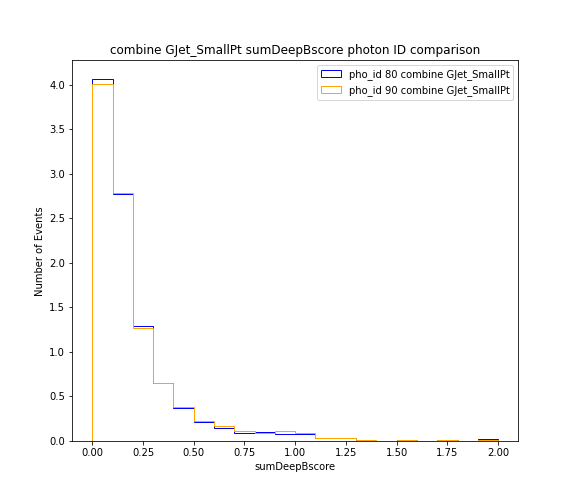 combine GJet_SmallPt sumDeepBscore photon ID comparison
pho_id 80 combine GJet_SmallPt
pho_id 90 combine GJet_SmallPt
Number of Events
4.0
3.5
3.0
2.5
2.0
1.5
1.0
0.5
0.0
0.00 0.25 0.50 0.75 1.00 1.25 1.50 1.75 2.00
sumDeepBscore